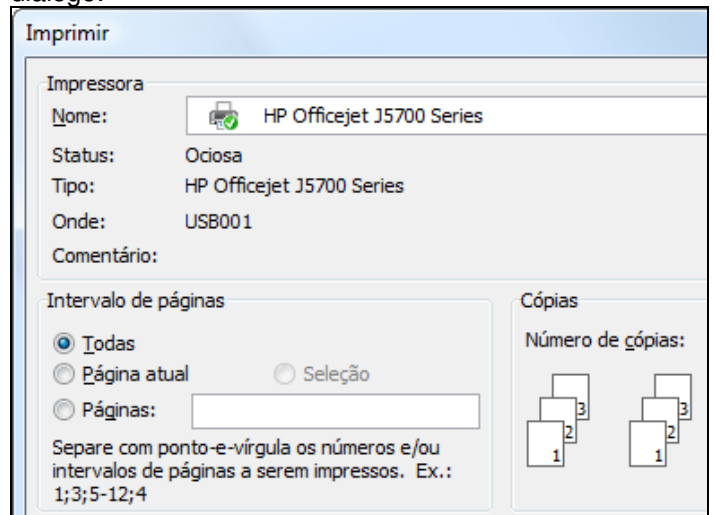 Imprimir
Impressora
Nome: HP Officejet J5700 Series
Status: Ociosa
Tipo: HP Officejet J5700 Series
Onde: USB001
Comentário:
Intervalo de páginas
Todas
Página atual Seleção
Páginas:
Separe com ponto-e-vírgula os números e/ou
intervalos de páginas a serem impressos. Ex.:
1;3;5-12;4
Cópias
Número de cópias:
3 3
2 2
1 1